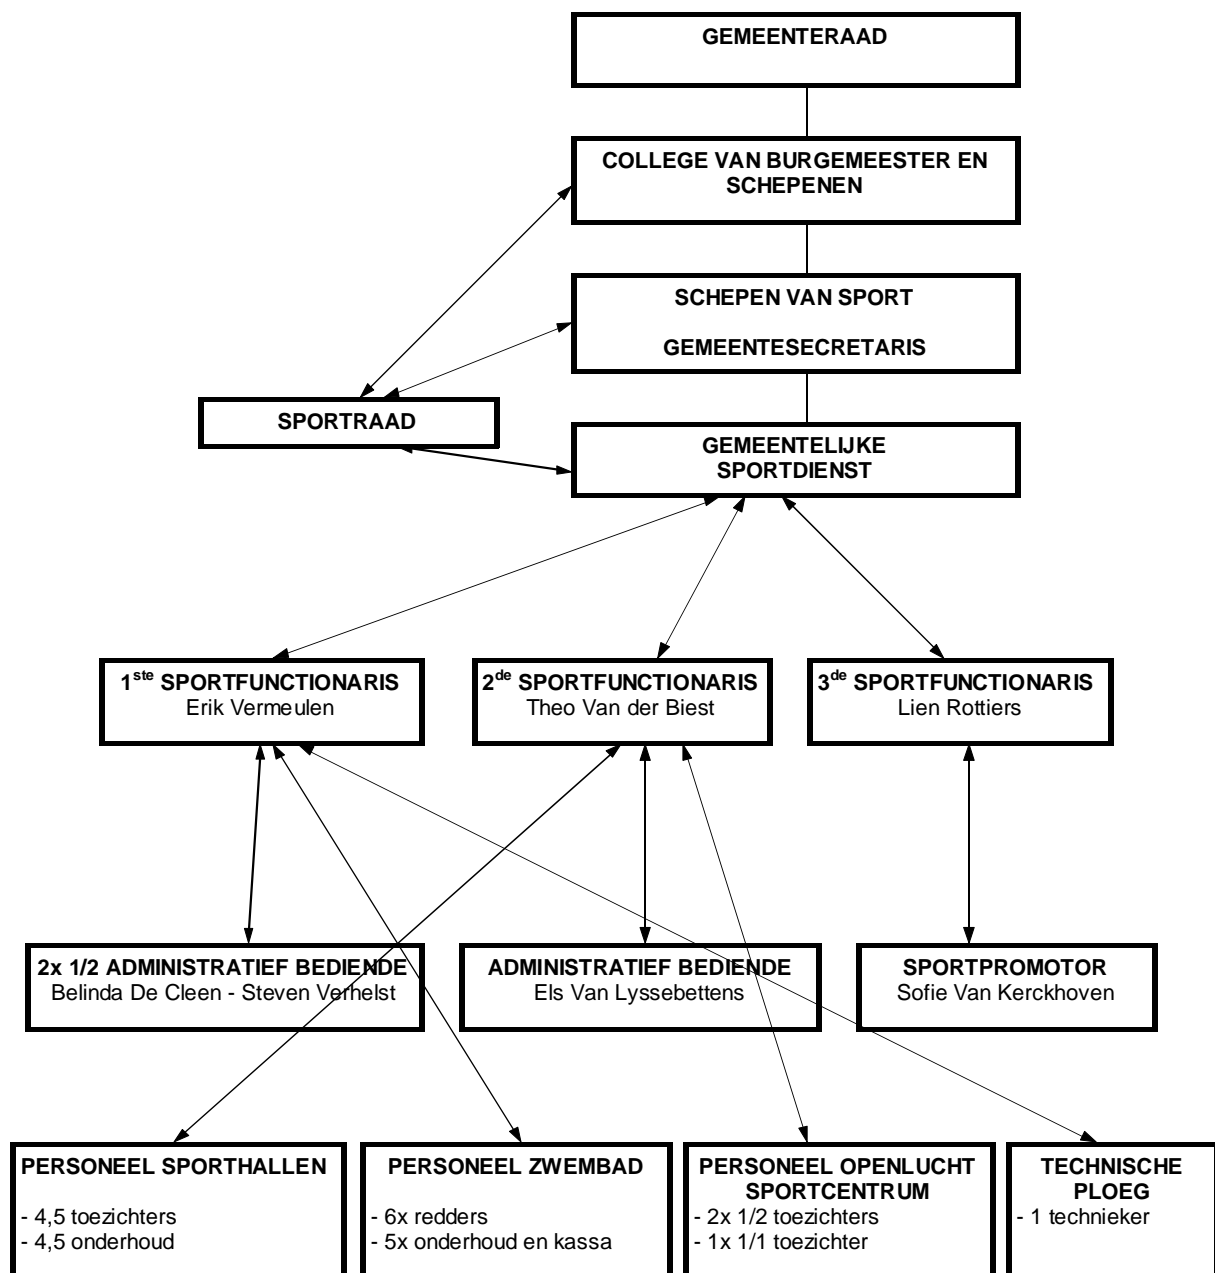 GEMEENTERAAD
COLLEGE VAN BURGEMEESTER EN
SCHEPENEN
SCHEPEN VAN SPORT
GEMEENTESECRETARIS
SPORTRAAD
GEMEENTELIJKE
SPORTDIENST
1ste SPORTFUNCTIONARIS
Erik Vermeulen
2de SPORTFUNCTIONARIS
Theo Van der Biest
3de SPORTFUNCTIONARIS
Lien Rottiers
2x 1/2 ADMINISTRATIEF BEDIENDE
Belinda De Cleen - Steven Verhelst
ADMINISTRATIEF BEDIENDE
Els Van Lyssebettens
SPORTPROMOTOR
Sofie Van Kerckhoven
PERSONEEL SPORTHALLEN
- 4,5 toezichters
- 4,5 onderhoud
PERSONEEL ZWEMBAD
- 6x redders
- 5x onderhoud en kassa
PERSONEEL OPENLUCHT
SPORTCENTRUM
- 2x 1/2 toezichters
- 1x 1/1 toezichter
TECHNISCHE
PLOEG
- 1 technieker